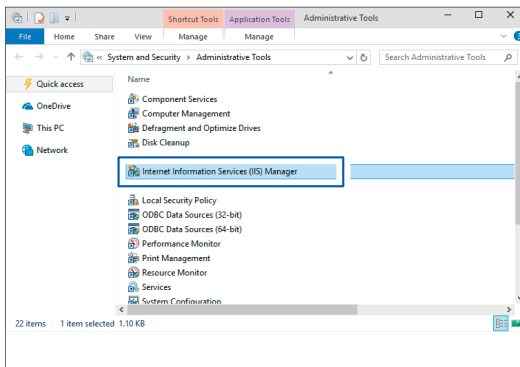 Shortcut Tools Application Tools Administrative Tools
File Home Share View Manage Manage
« System and Security › Administrative Tools Search Administrative Tools
Name
Quick access
OneDrive
This PC
Network
Component Services
Computer Management
Defragment and Optimize Drives
Disk Cleanup
Internet Information Services (IIS) Manager
Local Security Policy
ODBC Data Sources (32-bit)
ODBC Data Sources (64-bit)
Performance Monitor
Print Management
Resource Monitor
Services
System Configuration
22 items 1 item selected 1.10 KB